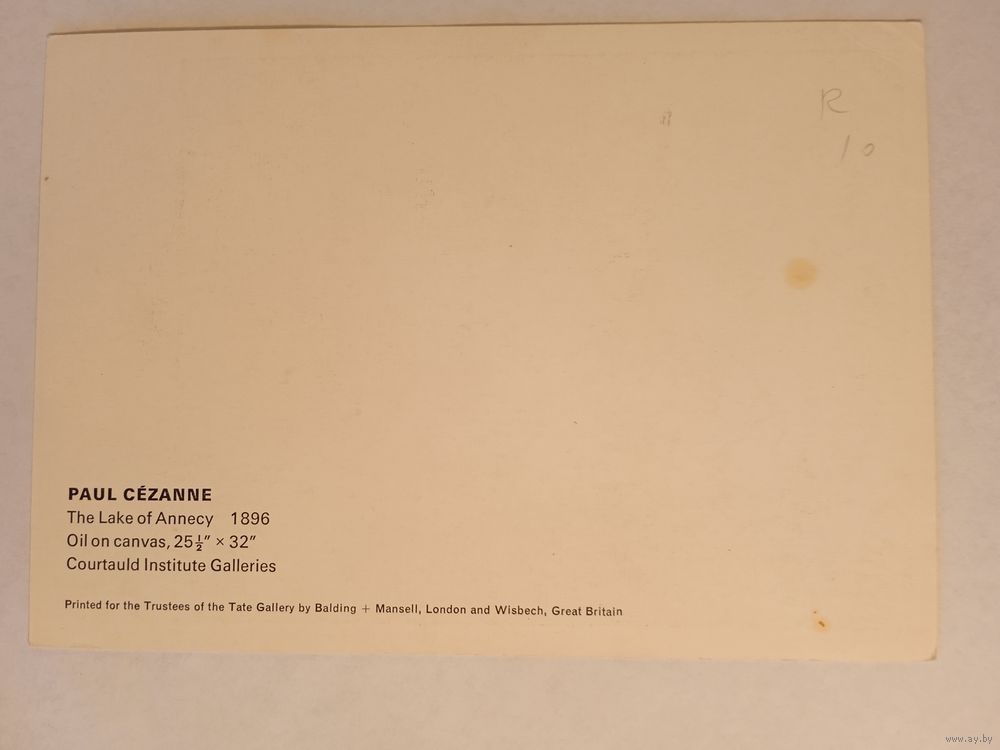 R
10
PAUL CÉZANNE
The Lake of Annecy 1896
Oil on canvas, 25½″ × 32″
Courtauld Institute Galleries
Printed for the Trustees of the Tate Gallery by Balding + Mansell, London and Wisbech, Great Britain
www.ay.by